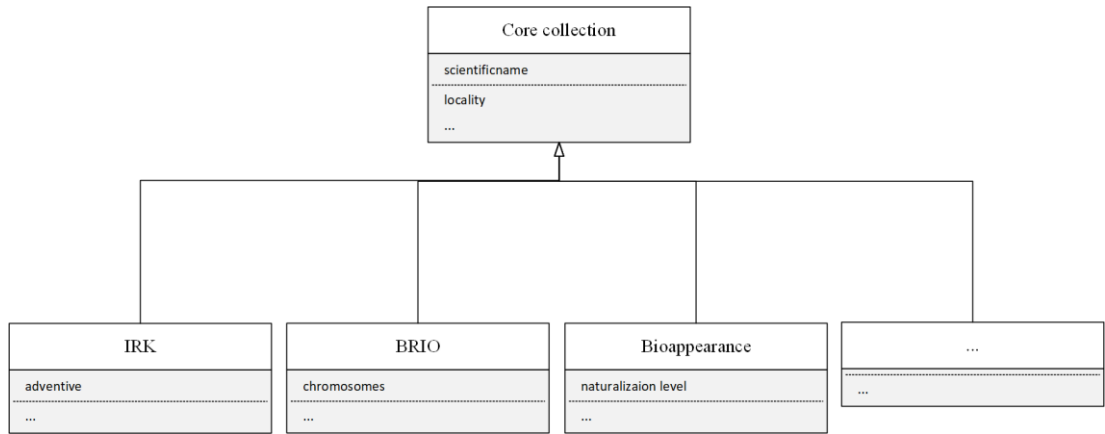 Core collection
scientificname
locality
...
IRK
adventive
...
BRIO
chromosomes
...
Bioappearance
naturalizaion level
...
...
...